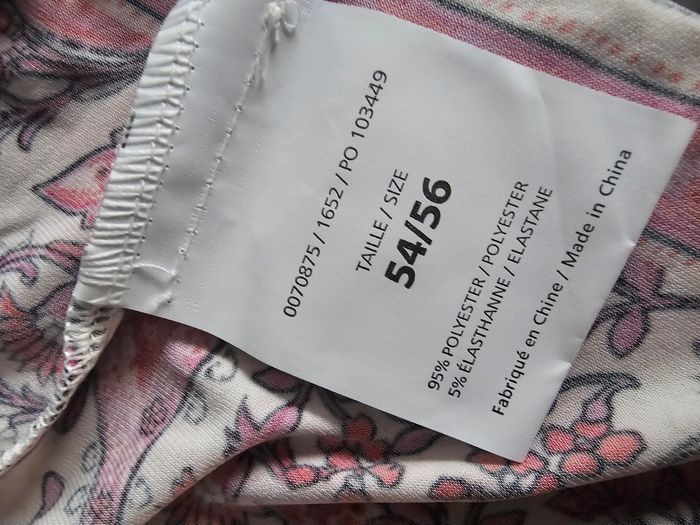 0070875 / 1652 / PO 103449
TAILLE / SIZE
54/56
95% POLYESTER / POLYESTER
5% ÉLASTHANNE / ELASTANE
Fabriqué en Chine / Made in China